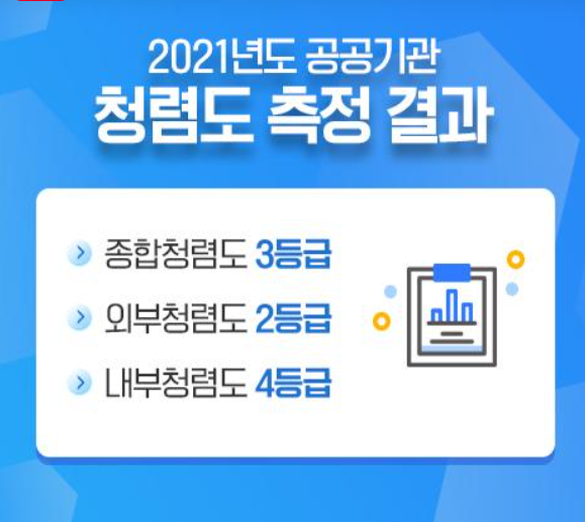 2021년도 공공기관
청렴도 측정 결과
종합청렴도 3등급
외부청렴도 2등급
내부청렴도 4등급